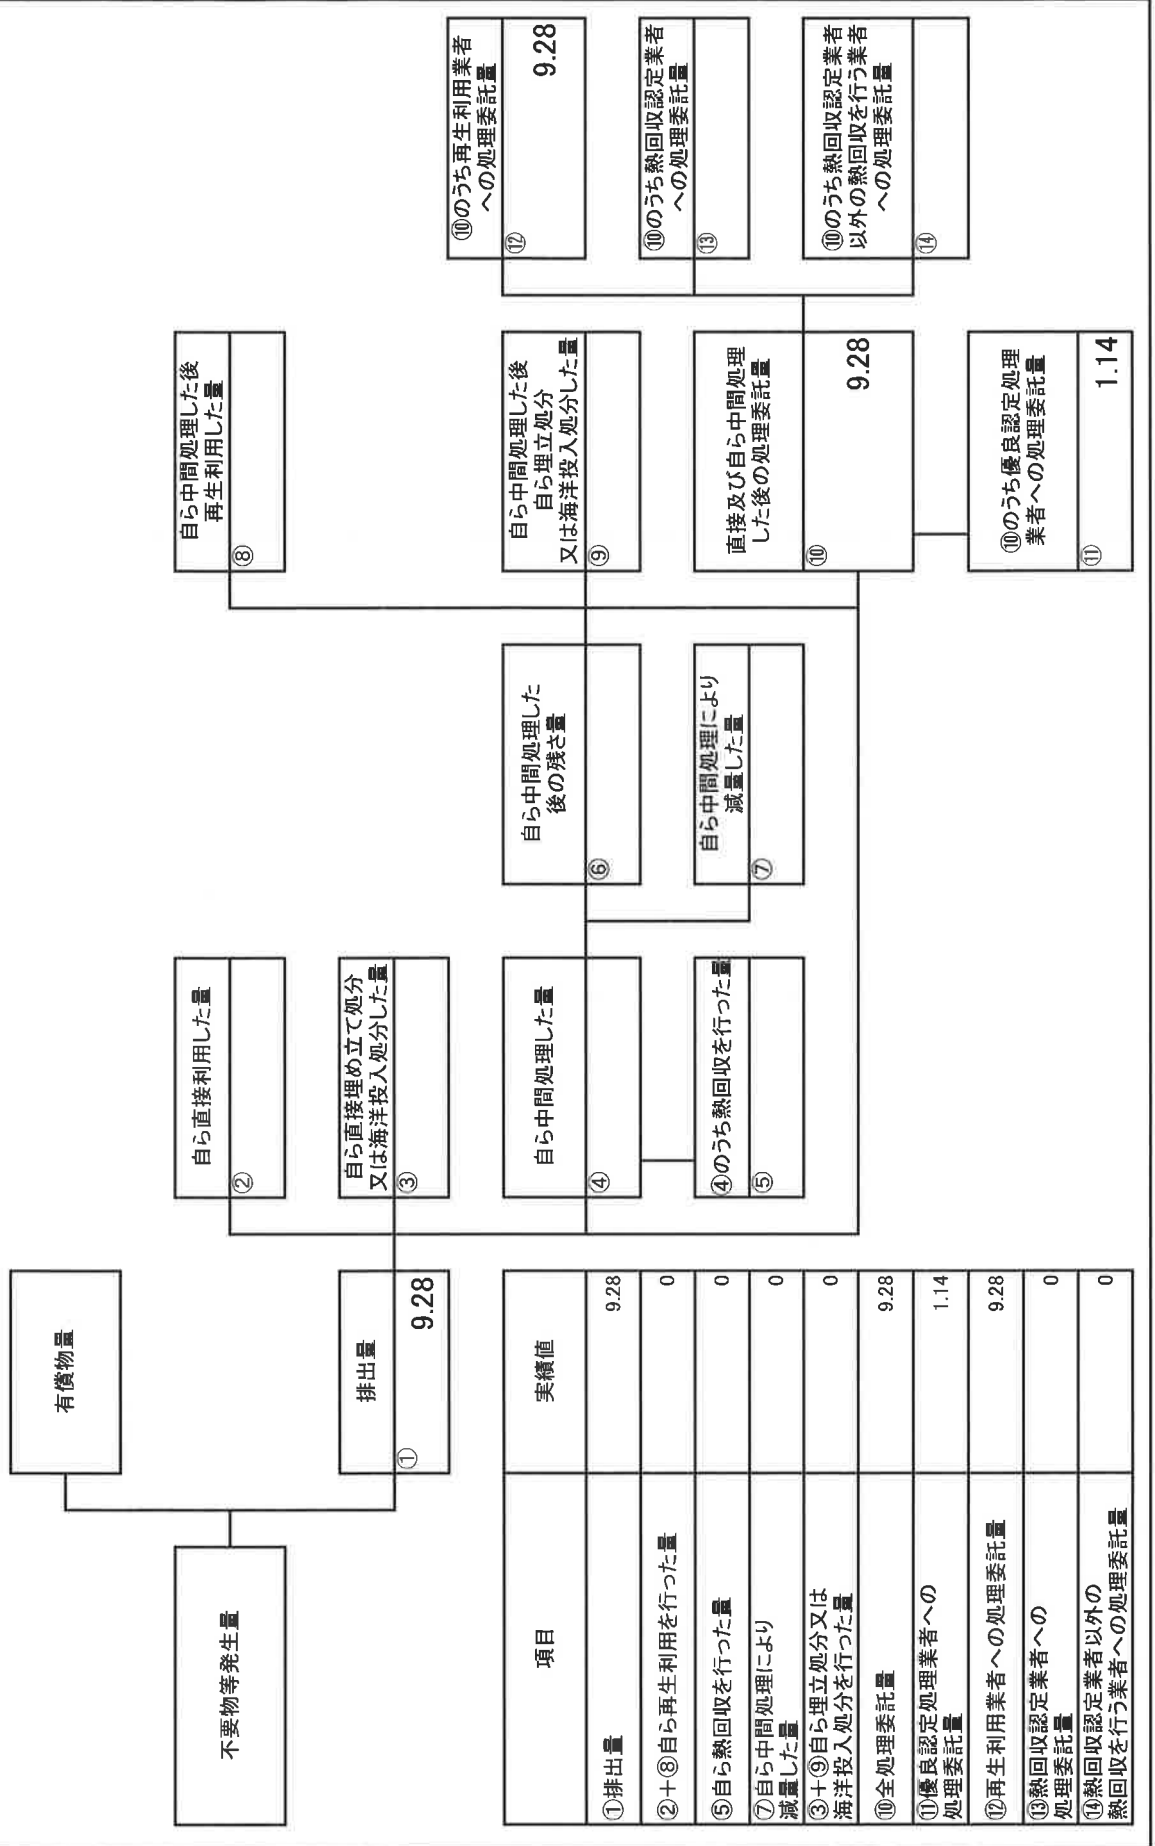 有償物量
不要物等発生量
排出量
①
9.28
自ら直接利用した量
②
自ら直接埋め立て処分
又は海洋投入処分した量
③
自ら中間処理した量
④
④のうち熱回収を行った量
⑤
自ら中間処理した
後の残さ量
⑥
自ら中間処理により
減量した量
⑦
自ら中間処理した後
再生利用した量
⑧
自ら中間処理した後
自ら埋立処分
又は海洋投入処分した量
⑨
直接及び自ら中間処理
した後の処理委託量
⑩
9.28
⑩のうち優良認定処理
業者への処理委託量
⑪
1.14
⑩のうち再生利用業者
への処理委託量
⑫
9.28
⑩のうち熱回収認定業者
への処理委託量
⑬
⑩のうち熱回収認定業者
以外の熱回収を行う業者
への処理委託量
⑭
項目 実績値
①排出量 9.28
②+⑧自ら再生利用を行った量 0
⑤自ら熱回収を行った量 0
⑦自ら中間処理により
減量した量 0
③+⑨自ら埋立処分又は
海洋投入処分を行った量 0
⑩全処理委託量 9.28
⑪優良認定処理業者への
処理委託量 1.14
⑫再生利用業者への処理委託量 9.28
⑬熱回収認定業者への
処理委託量 0
⑭熱回収認定業者以外の
熱回収を行う業者への処理委託量 0